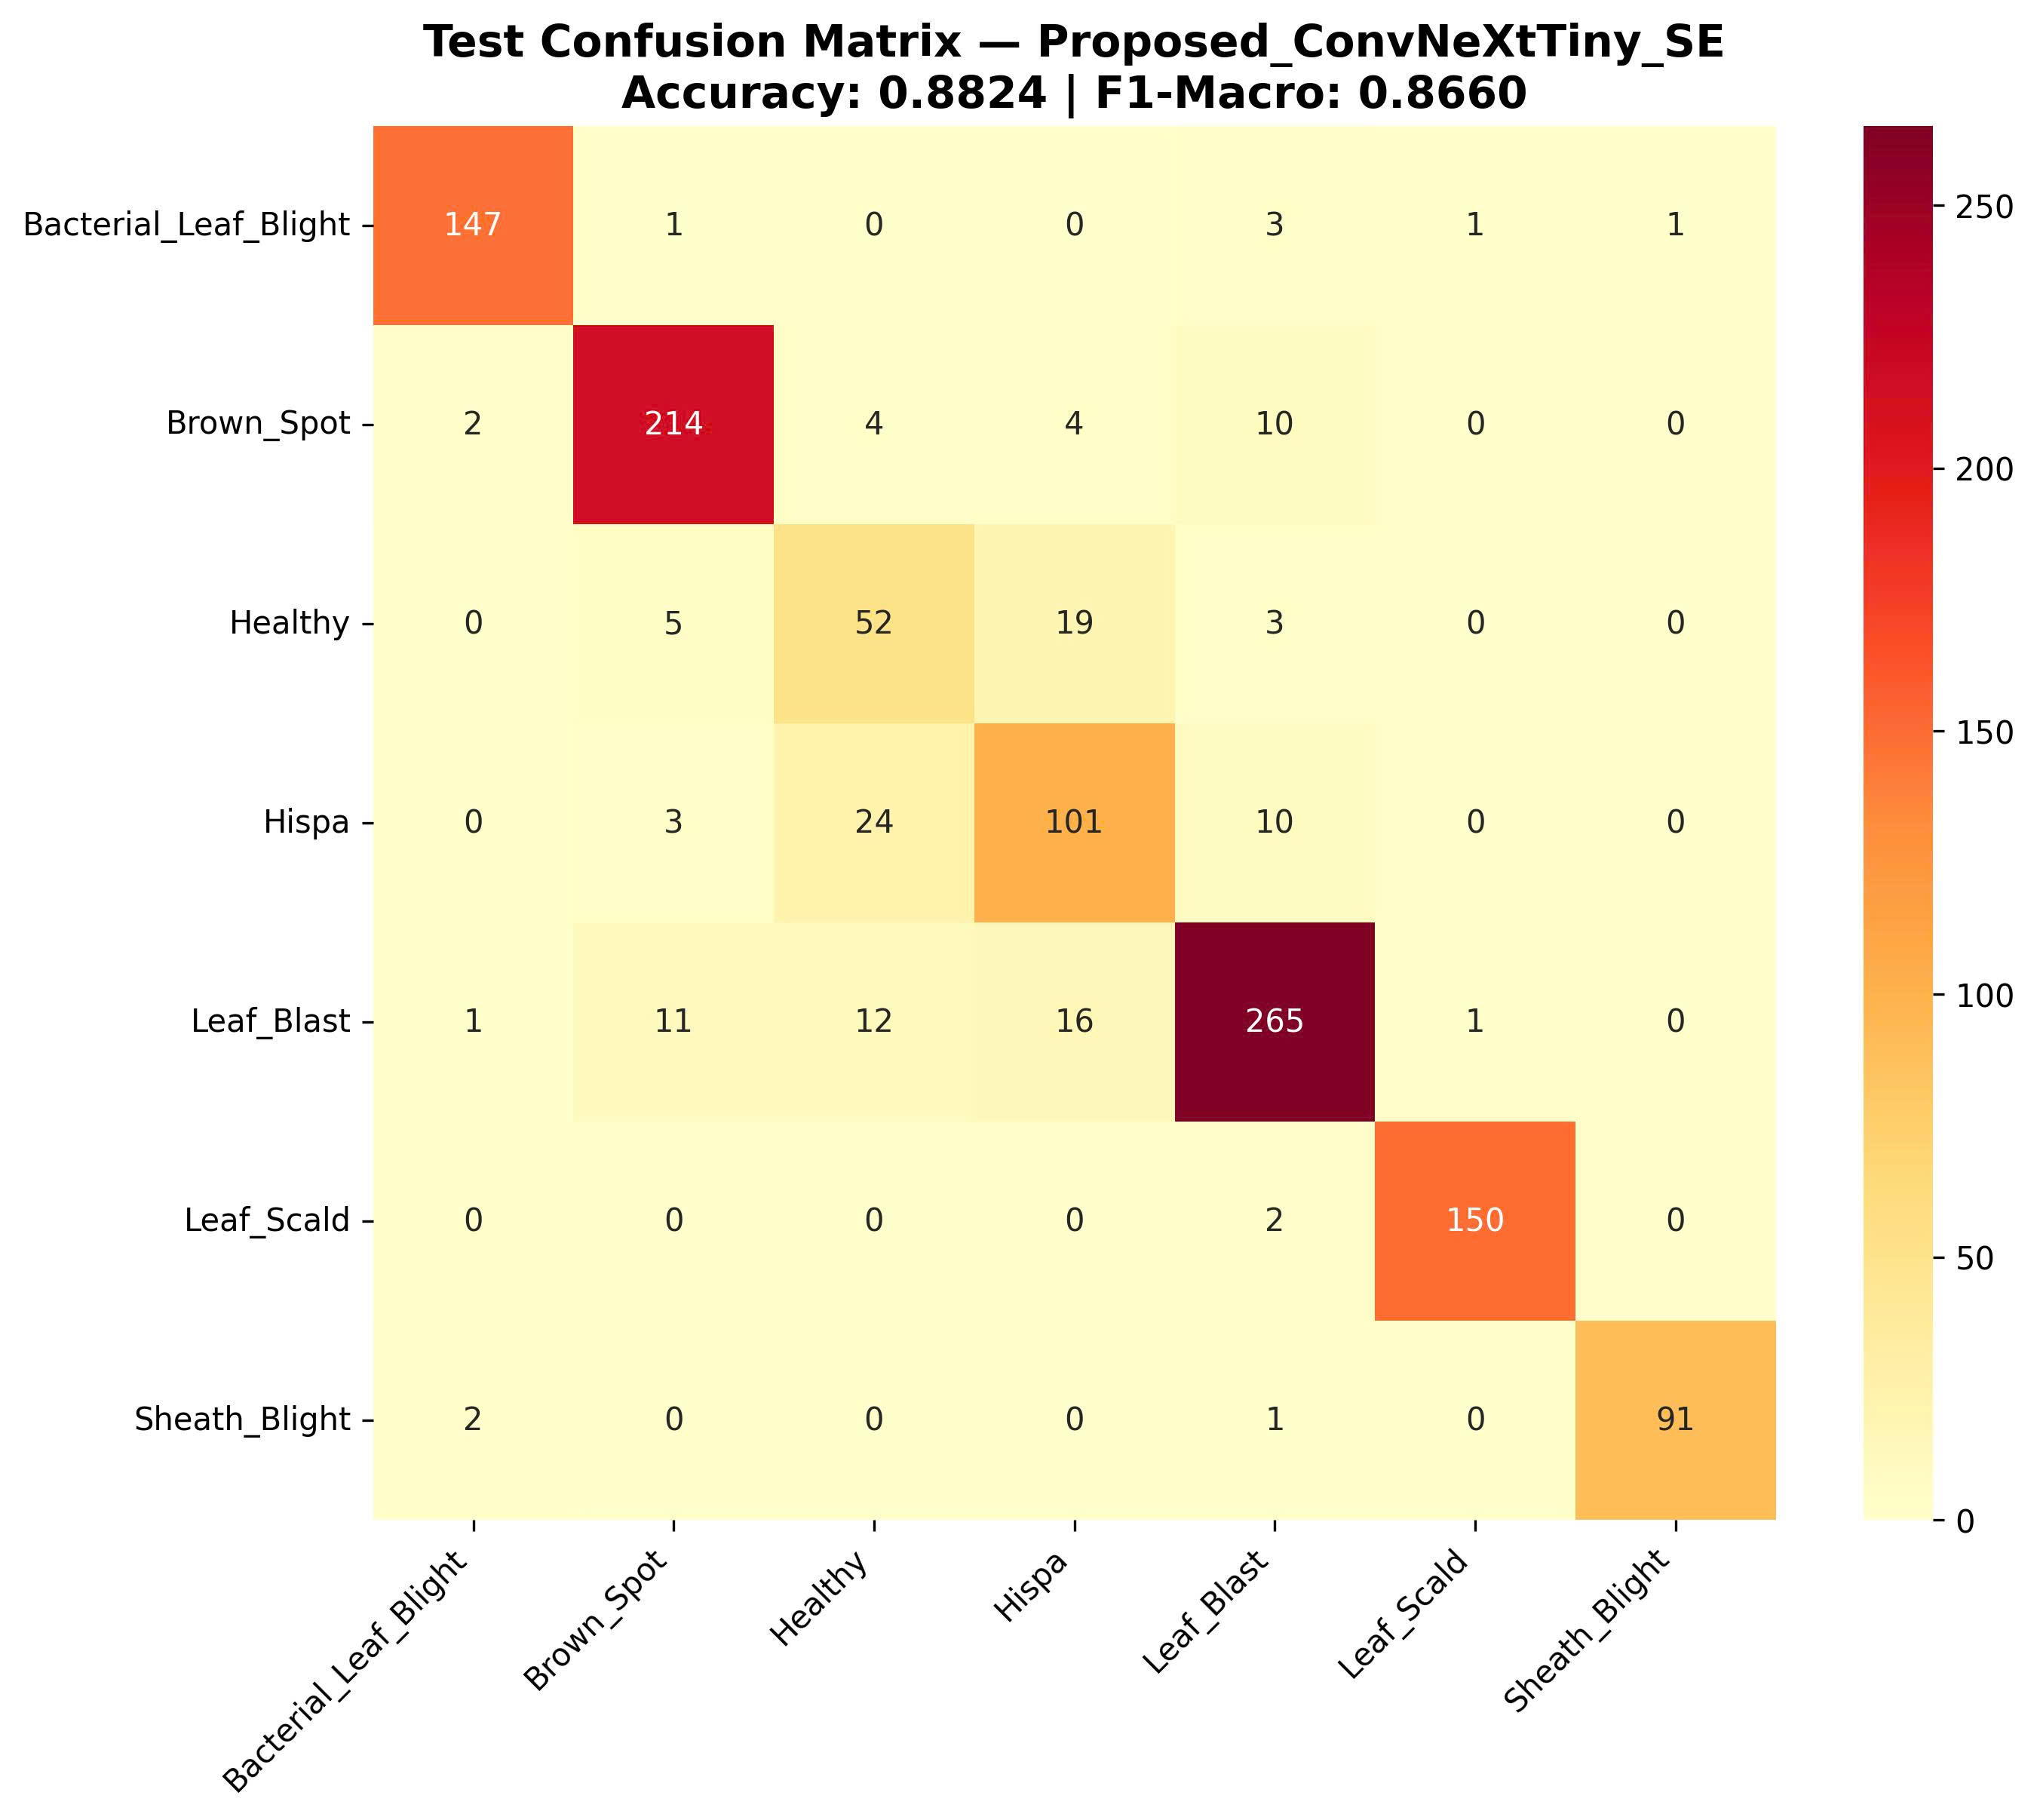 Test Confusion Matrix — Proposed_ConvNeXtTiny_SE
Accuracy: 0.8824 | F1-Macro: 0.8660
Bacterial_Leaf_Blight 147 1 0 0 3 1 1
Brown_Spot 2 214 4 4 10 0 0
Healthy 0 5 52 19 3 0 0
Hispa 0 3 24 101 10 0 0
Leaf_Blast 1 11 12 16 265 1 0
Leaf_Scald 0 0 0 0 2 150 0
Sheath_Blight 2 0 0 0 1 0 91
Bacterial_Leaf_Blight Brown_Spot Healthy Hispa Leaf_Blast Leaf_Scald Sheath_Blight
250
200
150
100
50
0